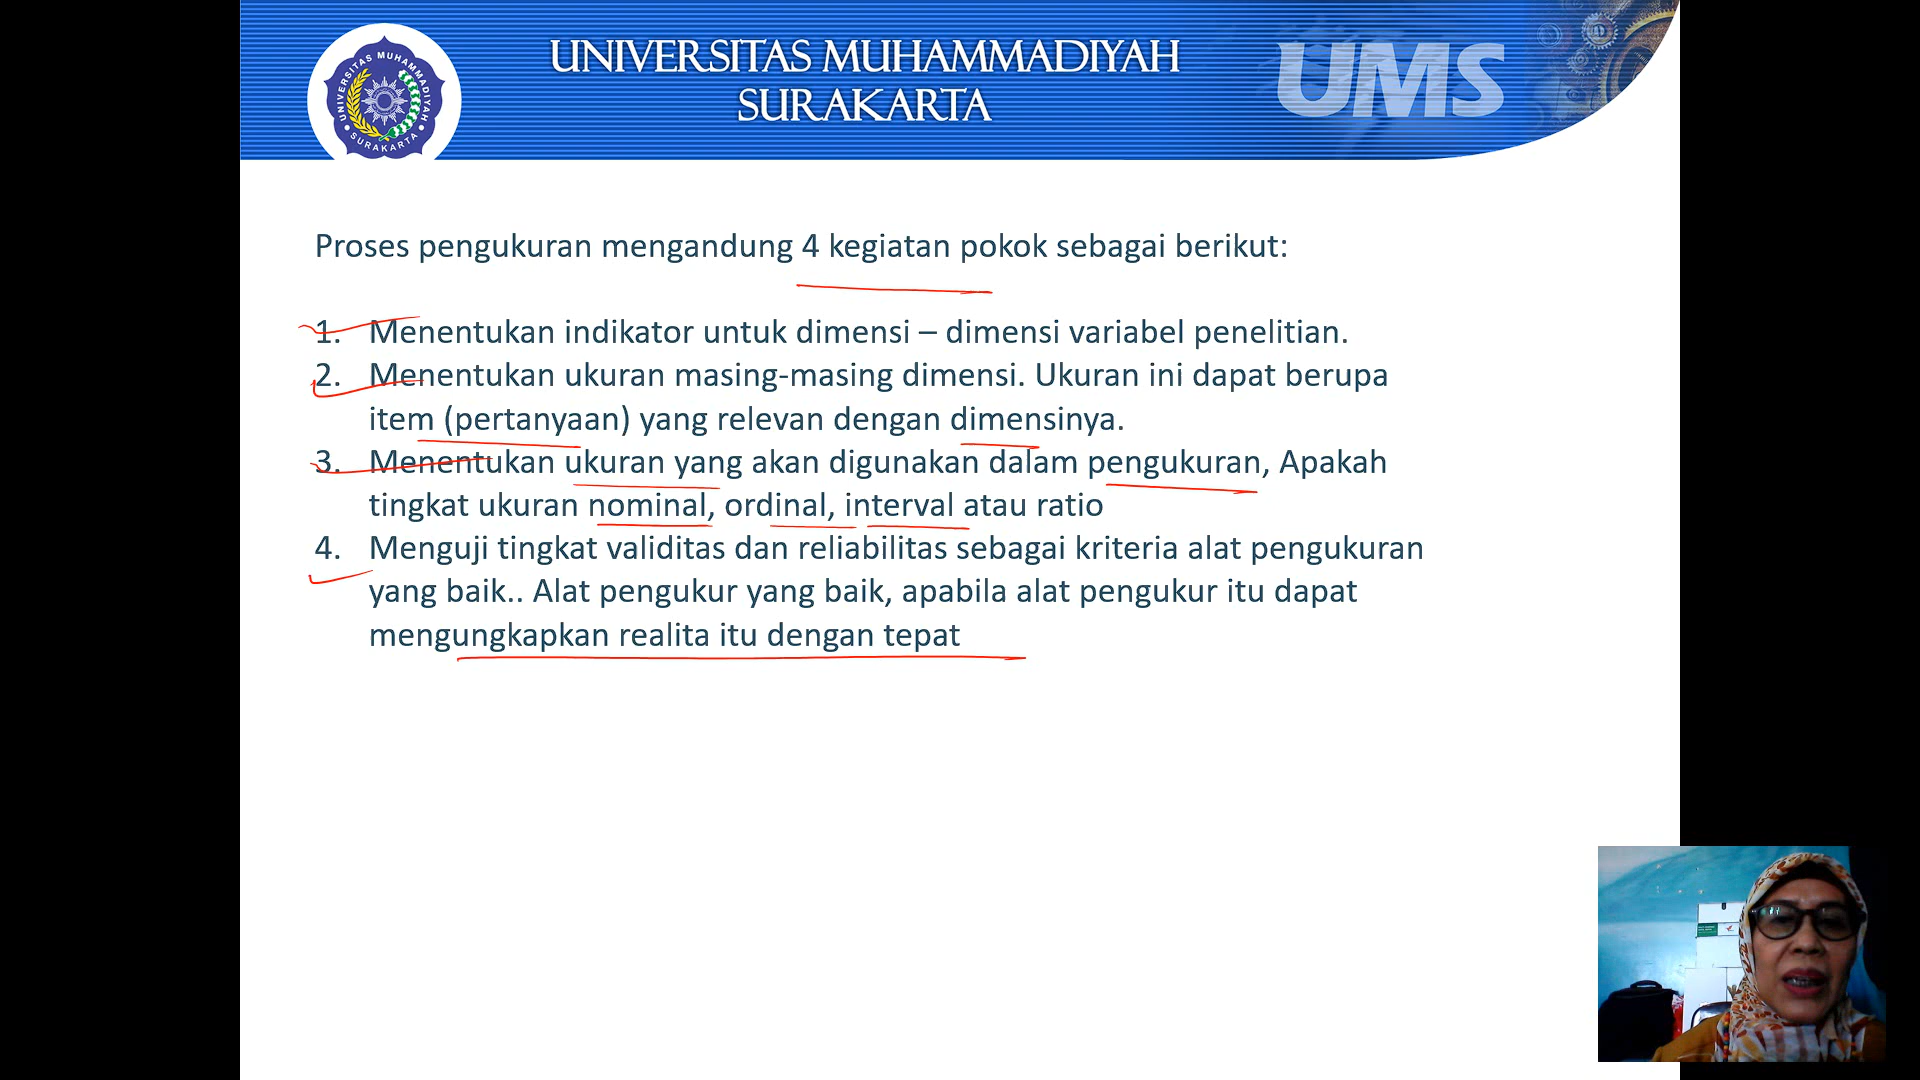 UNIVERSITAS MUHAMMADIYAH
SURAKARTA
UMS
UNIVERSITAS MUHAMMADIYAH
SURAKARTA
Proses pengukuran mengandung 4 kegiatan pokok sebagai berikut:
1. Menentukan indikator untuk dimensi – dimensi variabel penelitian.
2. Menentukan ukuran masing-masing dimensi. Ukuran ini dapat berupa
item (pertanyaan) yang relevan dengan dimensinya.
3. Menentukan ukuran yang akan digunakan dalam pengukuran, Apakah
tingkat ukuran nominal, ordinal, interval atau ratio
4. Menguji tingkat validitas dan reliabilitas sebagai kriteria alat pengukuran
yang baik.. Alat pengukur yang baik, apabila alat pengukur itu dapat
mengungkapkan realita itu dengan tepat